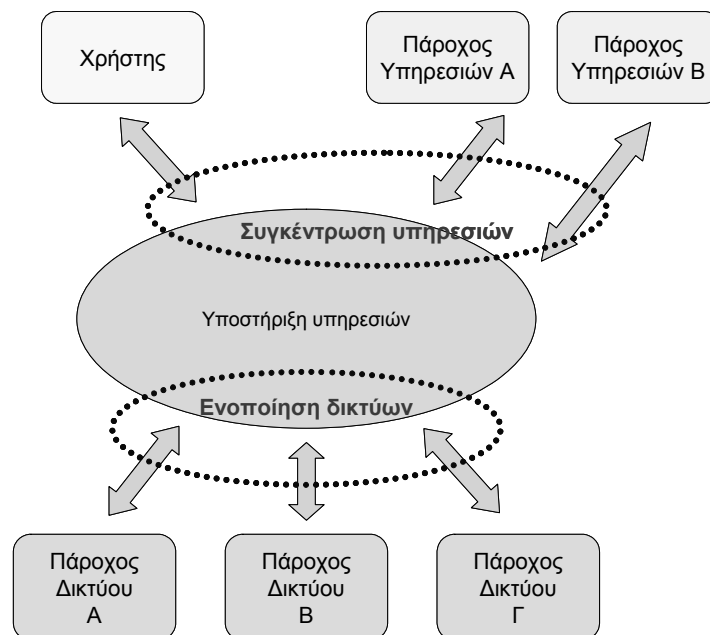 Χρήστης
Πάροχος
Υπηρεσιών Α
Πάροχος
Υπηρεσιών Β
Συγκέντρωση υπηρεσιών
Υποστήριξη υπηρεσιών
Ενοποίηση δικτύων
Πάροχος
Δικτύου
Α
Πάροχος
Δικτύου
Β
Πάροχος
Δικτύου
Γ